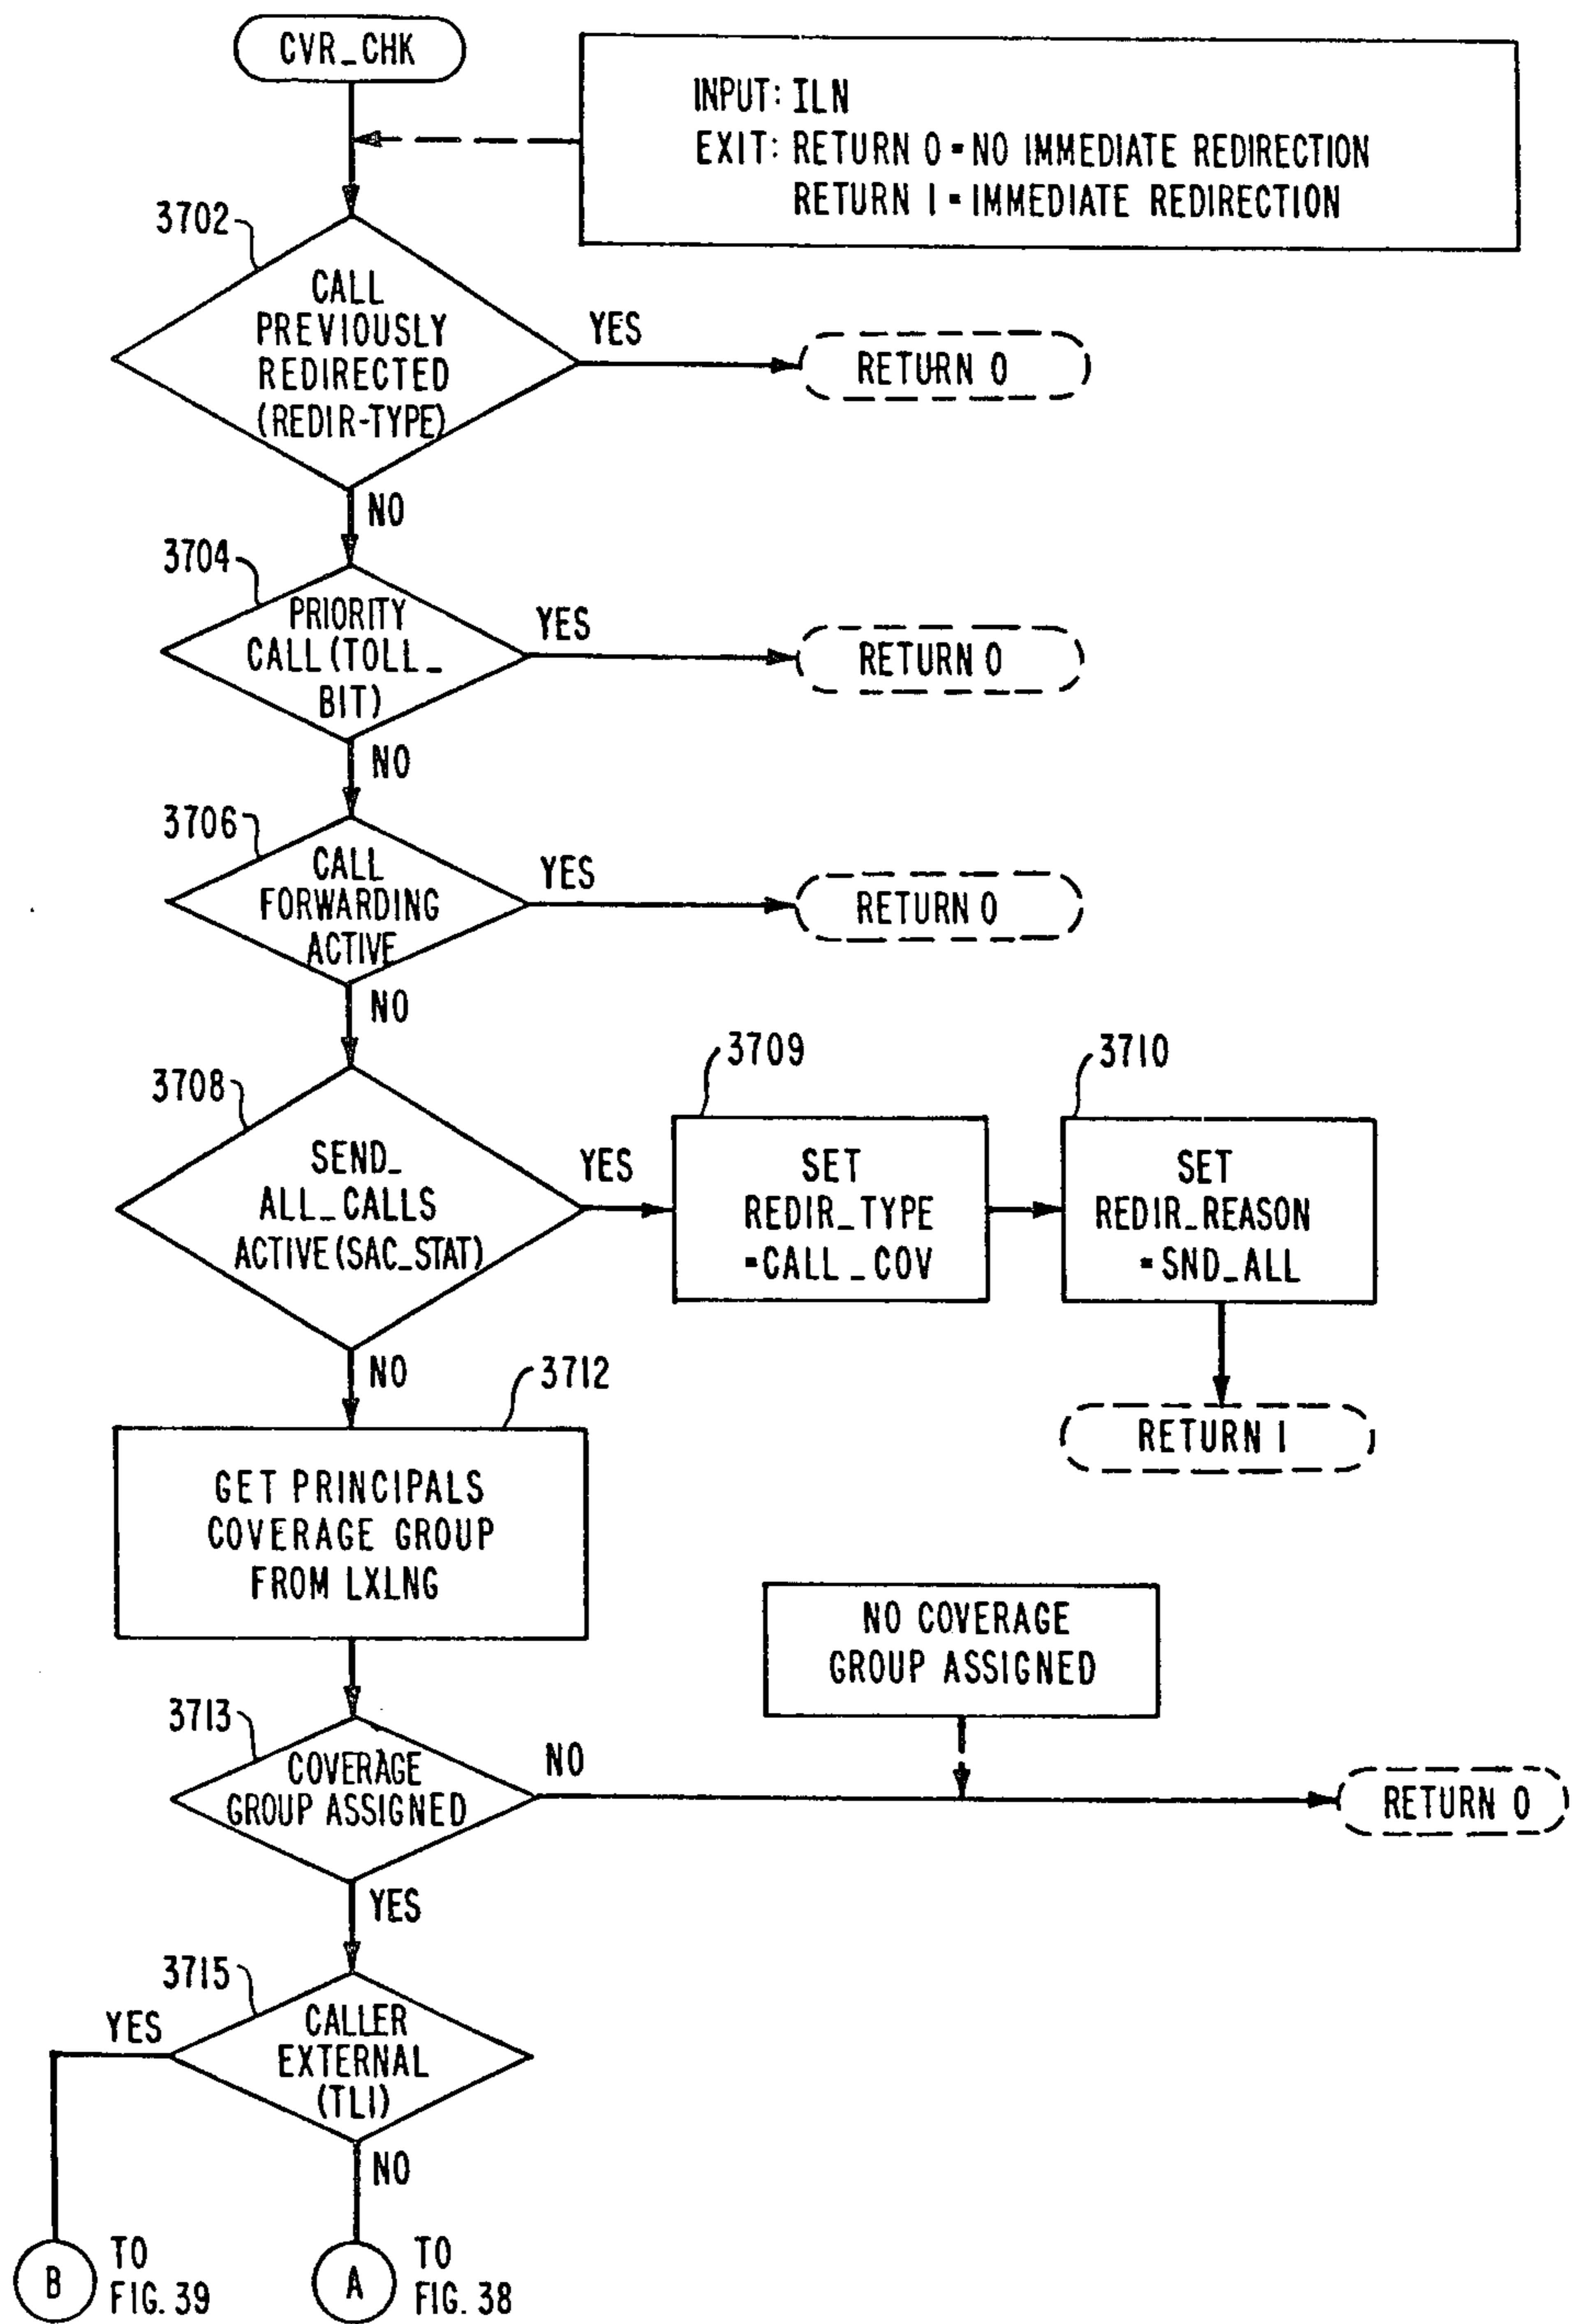 CVR_CHK
INPUT: ILN
EXIT: RETURN 0 = NO IMMEDIATE REDIRECTION
RETURN 1 = IMMEDIATE REDIRECTION
3702
CALL
PREVIOUSLY
REDIRECTED
(REDIR-TYPE)
YES
RETURN 0
NO
3704
PRIORITY
CALL (TOLL_
BIT)
YES
RETURN 0
NO
3706
CALL
FORWARDING
ACTIVE
YES
RETURN 0
NO
3708
SEND_
ALL_CALLS
ACTIVE (SAC_STAT)
YES
3709
SET
REDIR_TYPE
=CALL_COV
3710
SET
REDIR_REASON
=SND_ALL
RETURN 1
NO
3712
GET PRINCIPALS
COVERAGE GROUP
FROM LXLNG
NO COVERAGE
GROUP ASSIGNED
3713
COVERAGE
GROUP ASSIGNED
NO
RETURN 0
YES
3715
CALLER
EXTERNAL
(TLI)
YES
NO
B
TO
FIG. 39
A
TO
FIG. 38